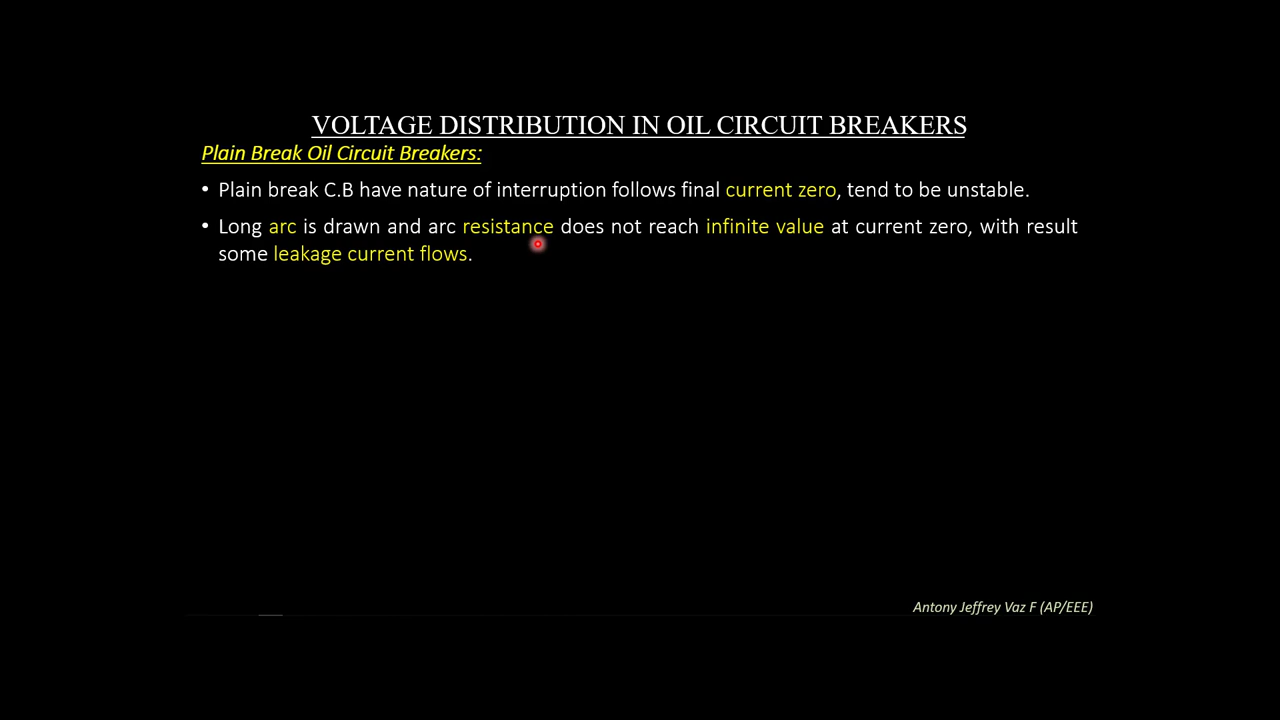 VOLTAGE DISTRIBUTION IN OIL CIRCUIT BREAKERS
Plain Break Oil Circuit Breakers:
• Plain break C.B have nature of interruption follows final current zero, tend to be unstable.
• Long arc is drawn and arc resistance does not reach infinite value at current zero, with result
some leakage current flows.
Antony Jeffrey Vaz F (AP/EEE)